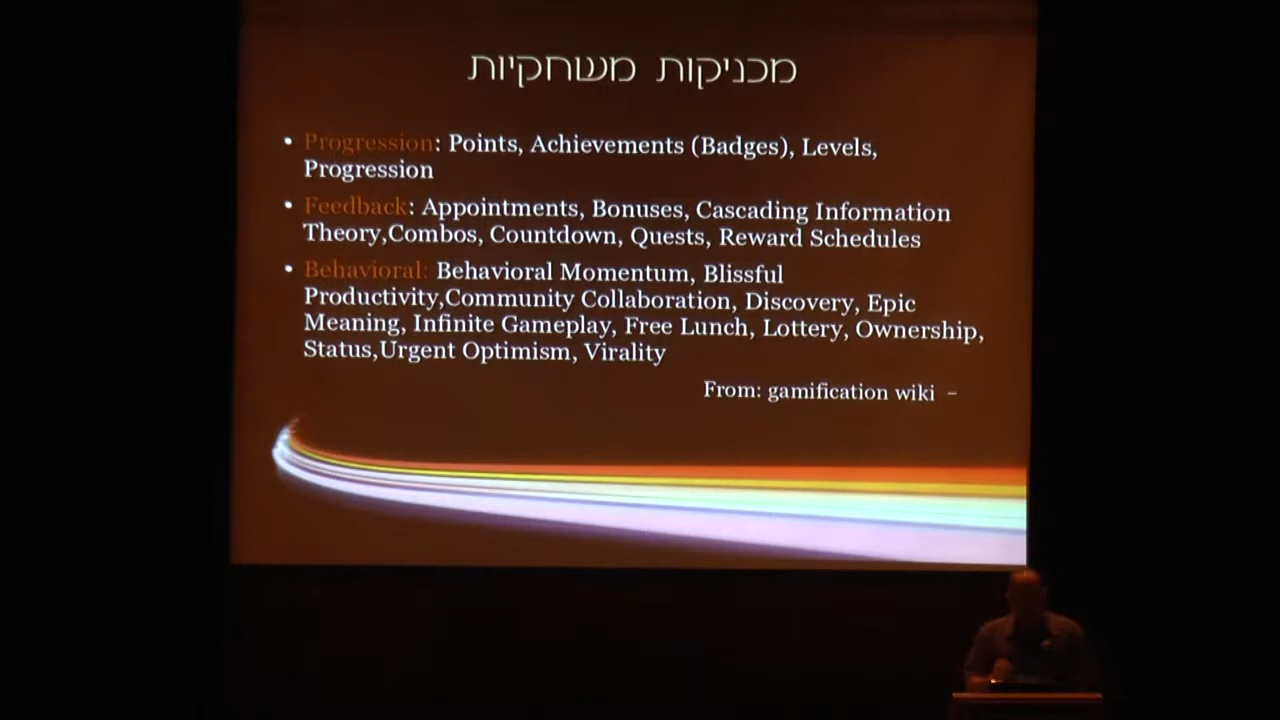 מכניקות משחקיות
• Progression: Points, Achievements (Badges), Levels,
Progression
• Feedback: Appointments, Bonuses, Cascading Information
Theory,Combos, Countdown, Quests, Reward Schedules
• Behavioral: Behavioral Momentum, Blissful
Productivity,Community Collaboration, Discovery, Epic
Meaning, Infinite Gameplay, Free Lunch, Lottery, Ownership,
Status,Urgent Optimism, Virality
From: gamification wiki –